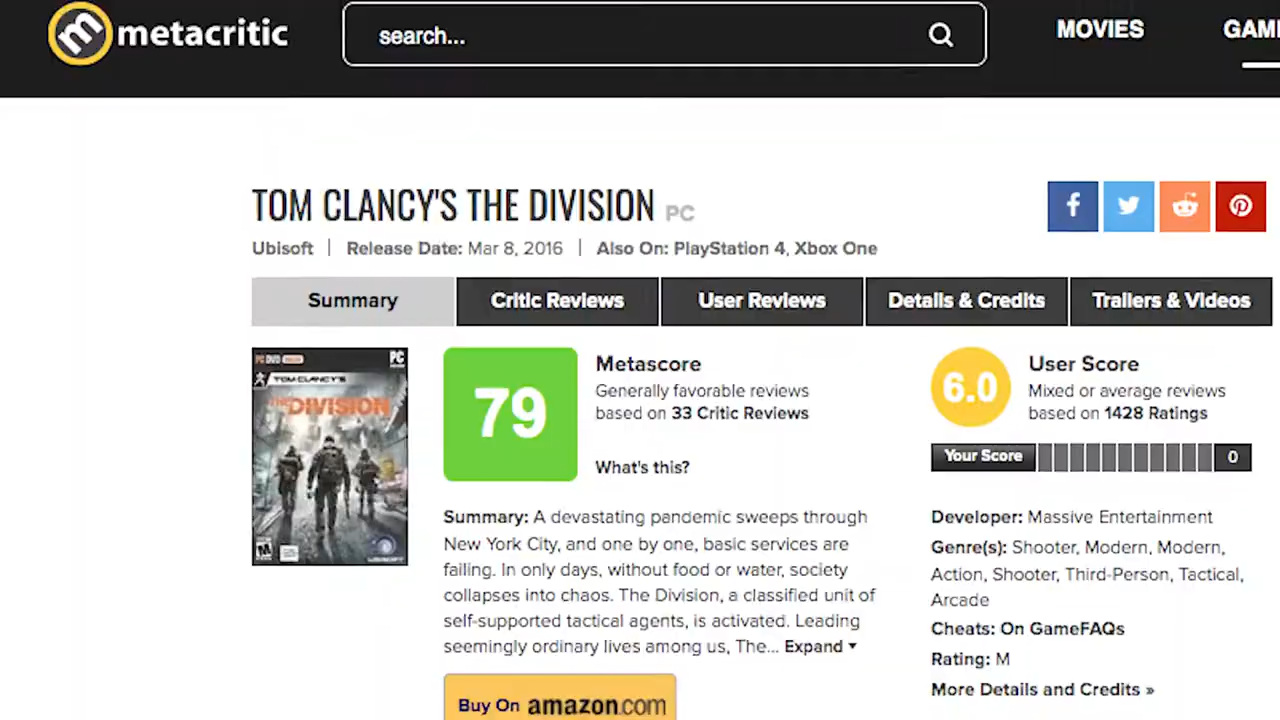 metacritic
search...
MOVIES
GAM
TOM CLANCY'S THE DIVISION PC
Ubisoft | Release Date: Mar 8, 2016 | Also On: PlayStation 4, Xbox One
Summary
Critic Reviews
User Reviews
Details & Credits
Trailers & Videos
PC
TOM CLANCY'S
THE DIVISION
M
79
Metascore
Generally favorable reviews
based on 33 Critic Reviews
What's this?
Summary: A devastating pandemic sweeps through
New York City, and one by one, basic services are
failing. In only days, without food or water, society
collapses into chaos. The Division, a classified unit of
self-supported tactical agents, is activated. Leading
seemingly ordinary lives among us, The... Expand ▾
Buy On amazon.com
6.0
User Score
Mixed or average reviews
based on 1428 Ratings
Your Score
0
Developer: Massive Entertainment
Genre(s): Shooter, Modern, Modern,
Action, Shooter, Third-Person, Tactical,
Arcade
Cheats: On GameFAQs
Rating: M
More Details and Credits »